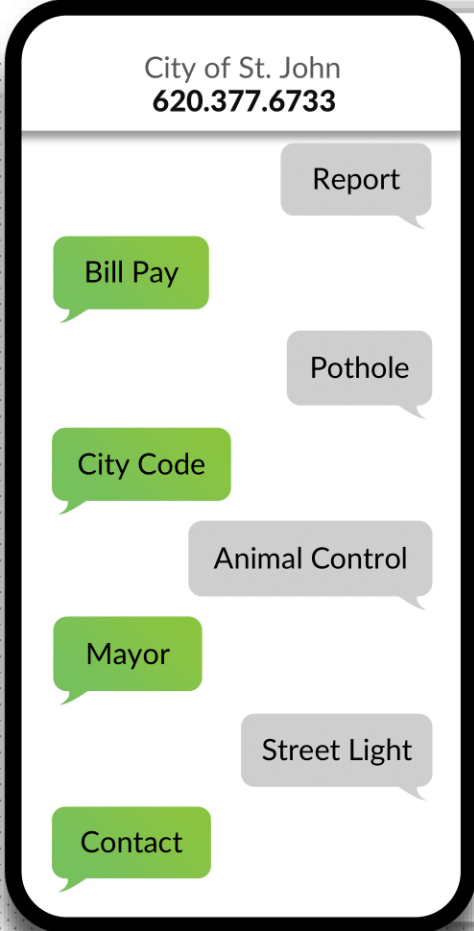 City of St. John
620.377.6733
Report
Bill Pay
Pothole
City Code
Animal Control
Mayor
Street Light
Contact